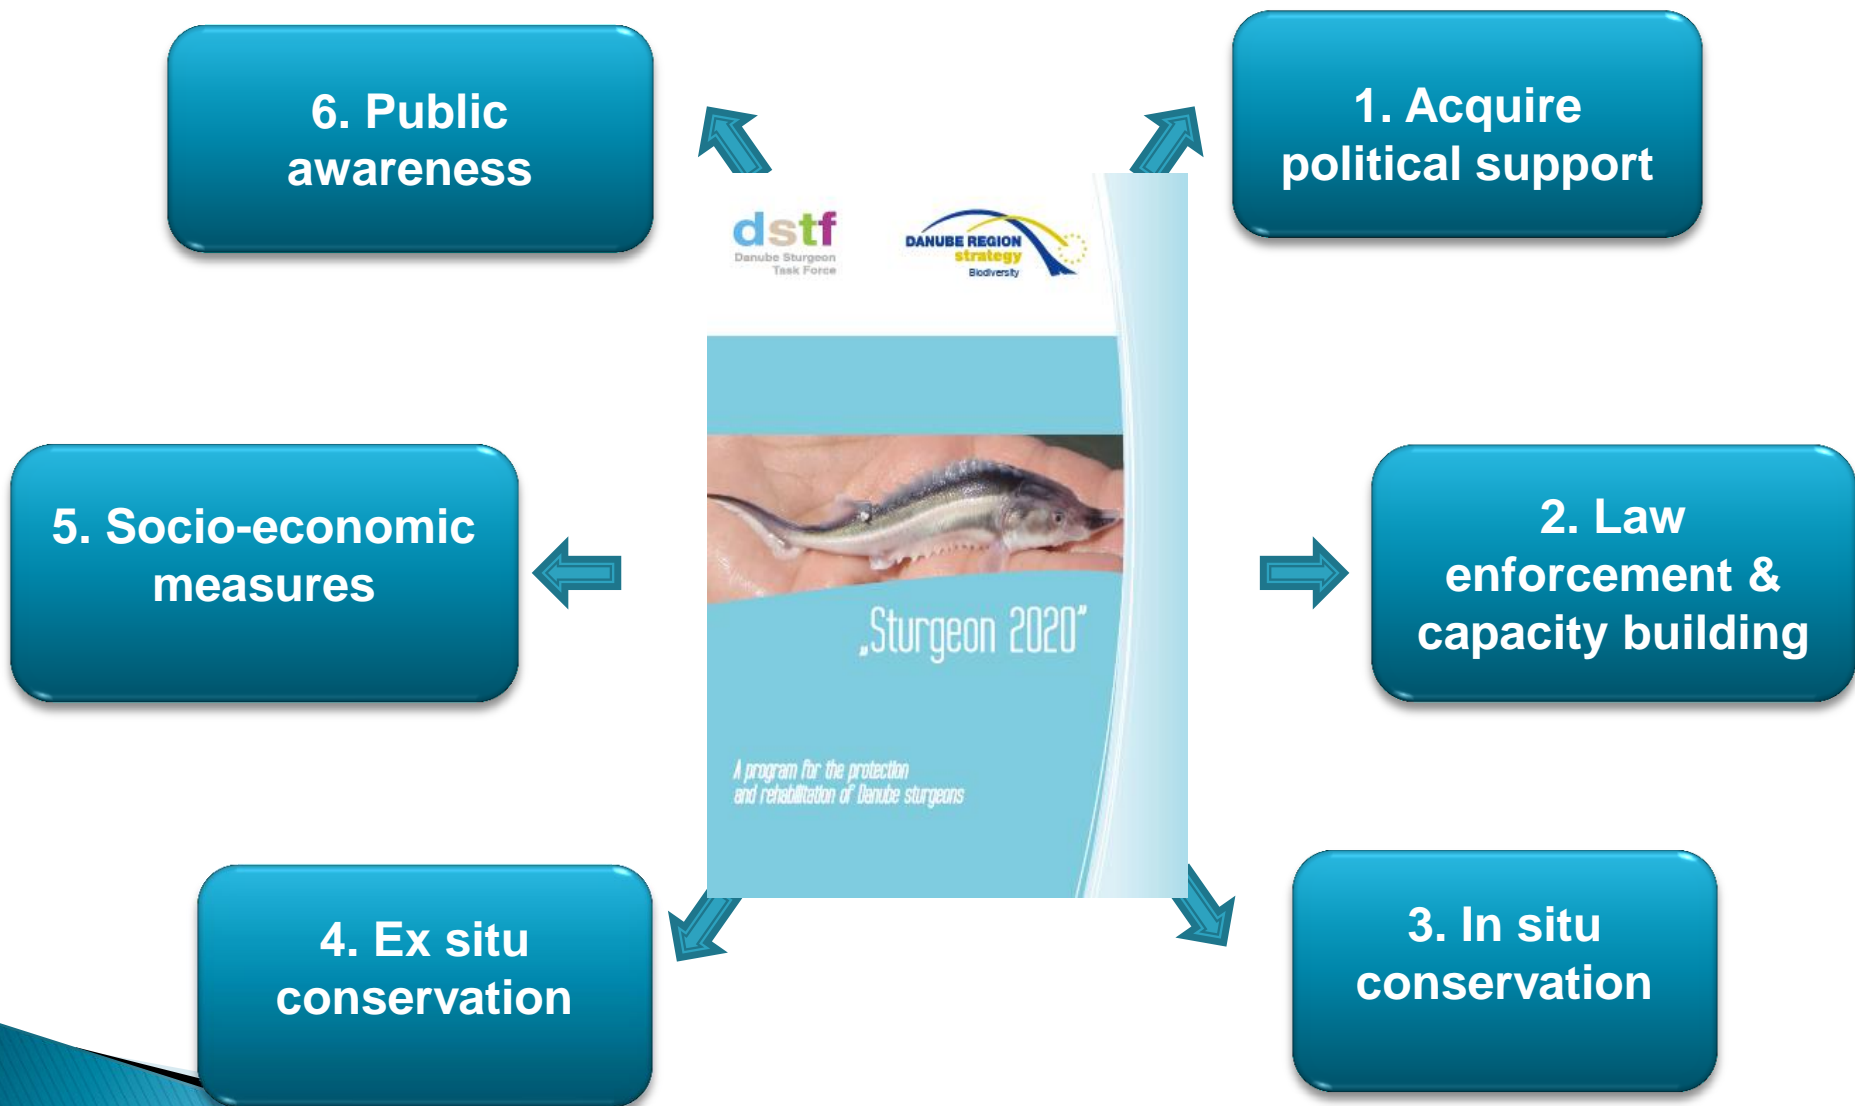 6. Public
awareness
1. Acquire
political support
dstf
Danube Sturgeon
Task Force
DANUBE REGION
strategy
Biodiversity
5. Socio-economic
measures
2. Law
enforcement &
capacity building
„Sturgeon 2020”
A program for the protection
and rehabilitation of Danube sturgeons
4. Ex situ
conservation
3. In situ
conservation